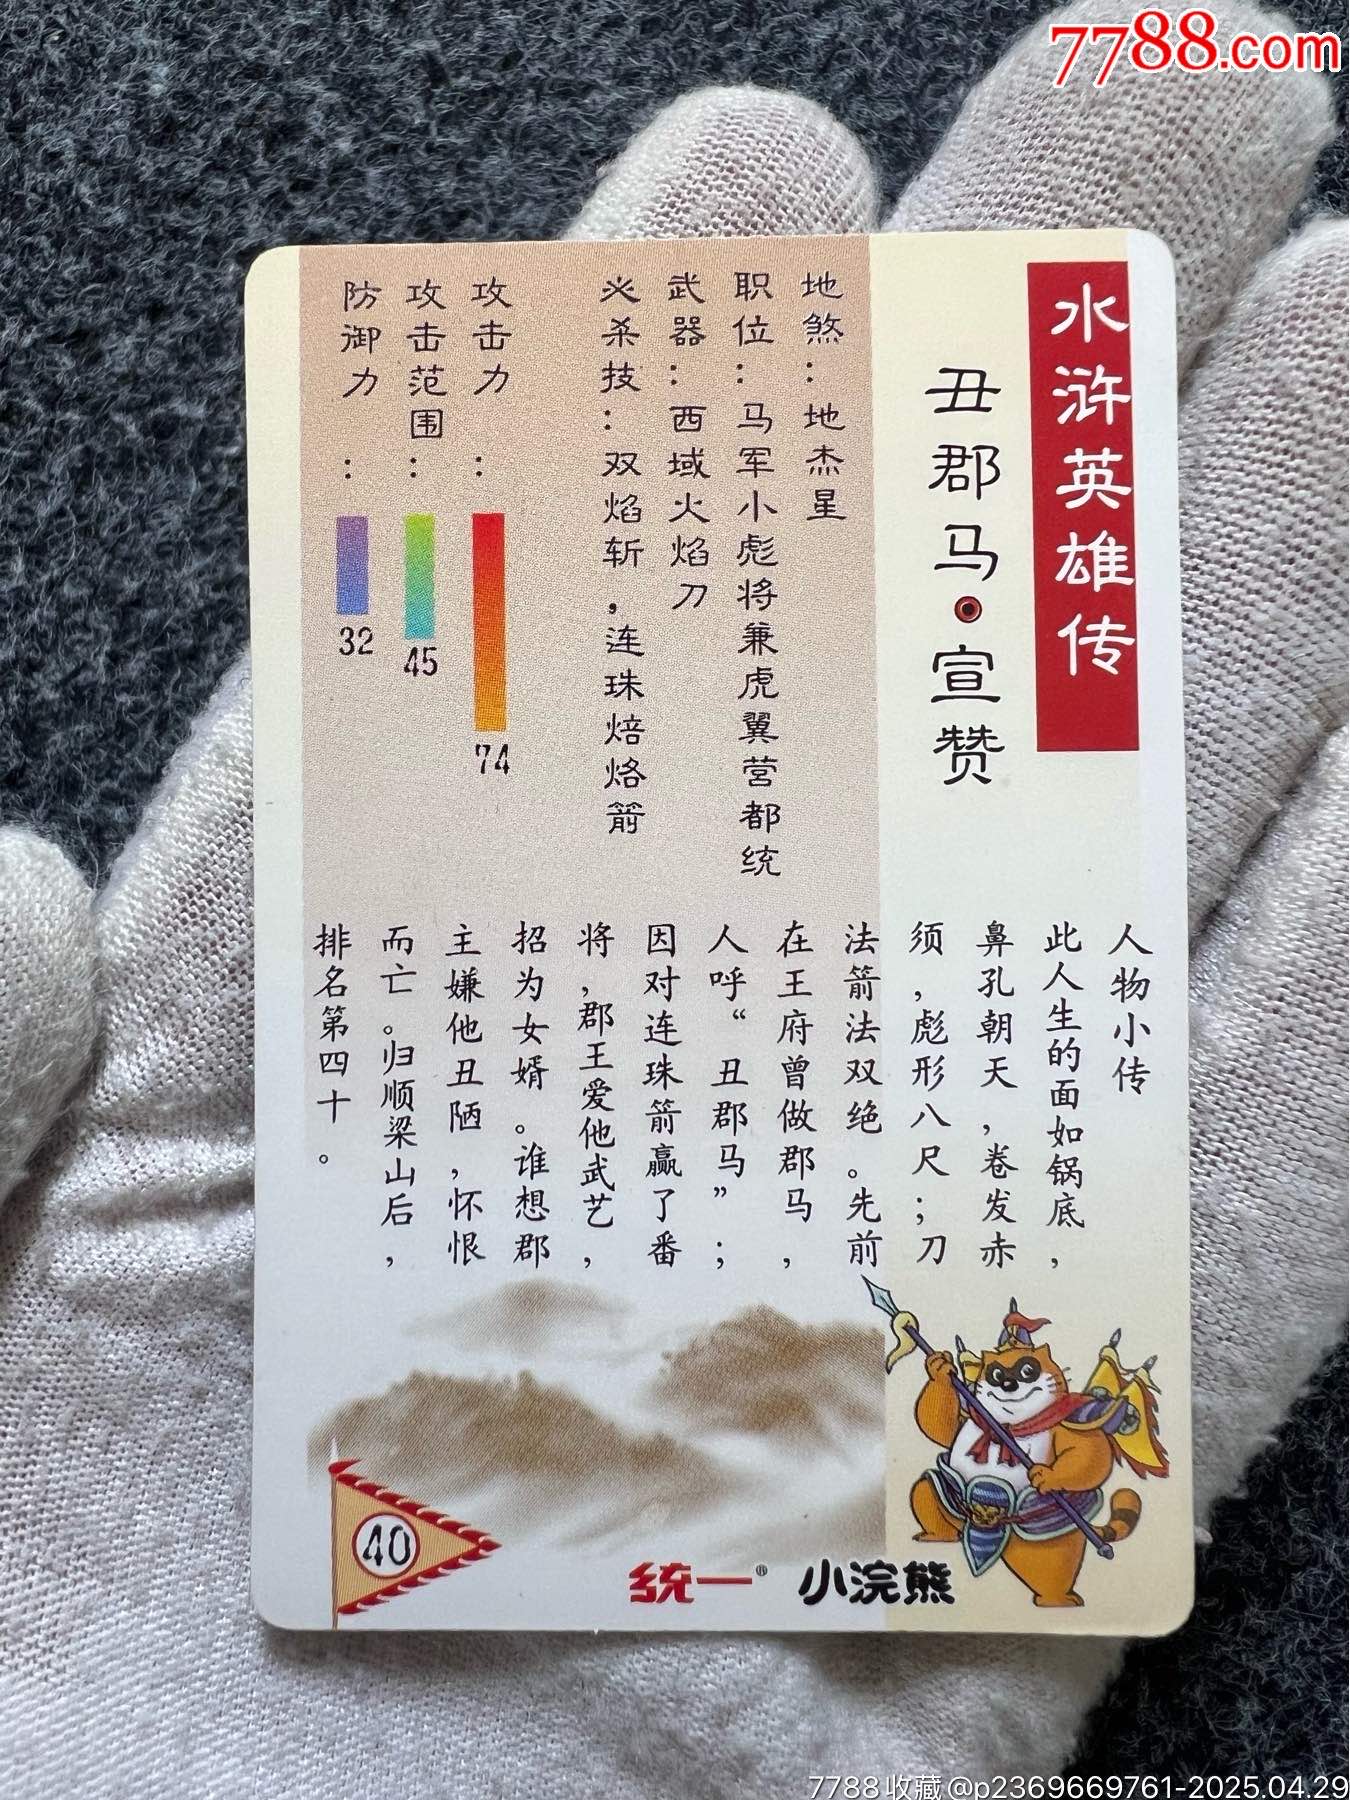 7788.com
水浒英雄传
丑郡马·宣赞
地煞：地杰星
职位：马军小彪将兼虎翼营都统
武器：西域火焰刀
必杀技：双焰斩，连珠焙烙箭
攻击力：
74
攻击范围：
45
防御力：
32
人物小传
此人生的面如锅底，
鼻孔朝天，卷发赤
须，彪形八尺；刀
法箭法双绝。先前
在王府曾做郡马，
人呼“丑郡马”；
因对连珠箭赢了番
将，郡王爱他武艺，
招为女婿。谁想郡
主嫌他丑陋，怀恨
而亡。归顺梁山后，
排名第四十。
40
统一® 小浣熊
7788收藏@p2369669761-2025.04.29